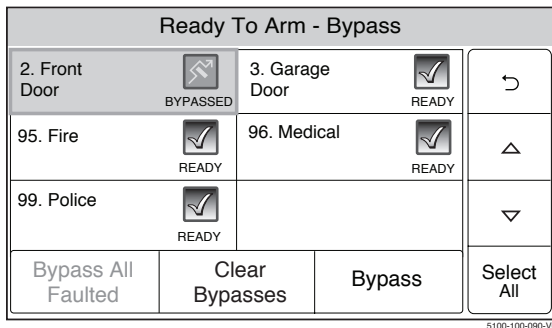 Ready To Arm - Bypass
2. Front
Door
BYPASSED
3. Garage
Door
READY
95. Fire
READY
96. Medical
READY
99. Police
READY
Bypass All
Faulted
Clear
Bypasses
Bypass
Select
All
5100-100-090-V